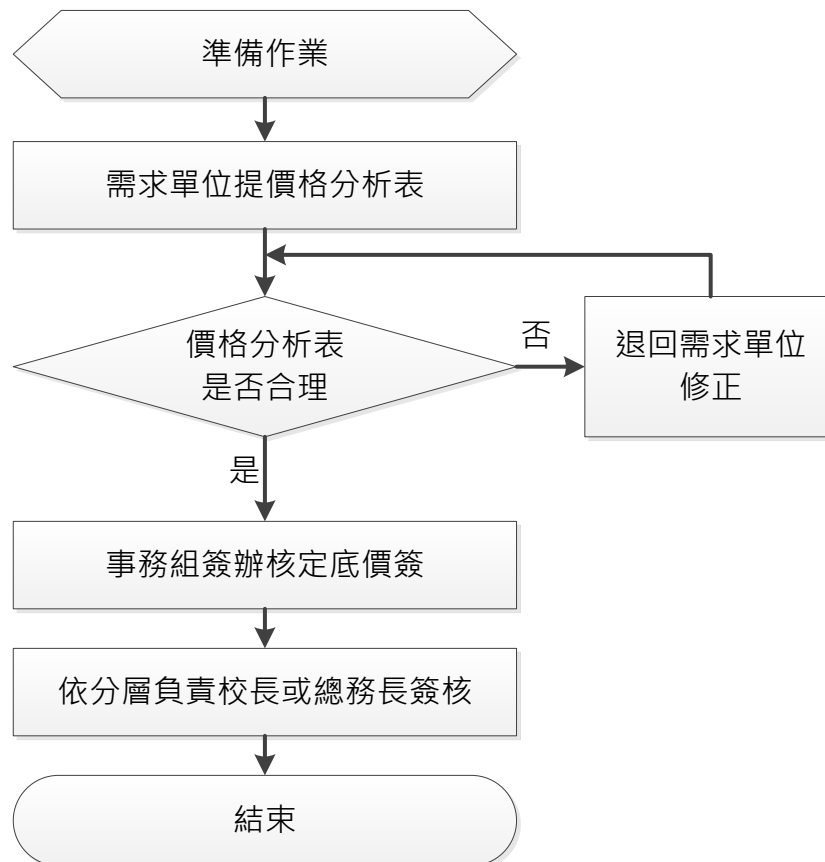 準備作業
需求單位提價格分析表
價格分析表
是否合理
否
退回需求單位
修正
是
事務組簽辦核定底價簽
依分層負責校長或總務長簽核
結束